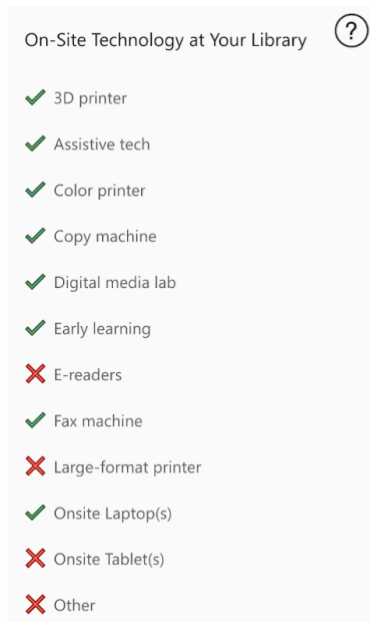 On-Site Technology at Your Library
?
3D printer
Assistive tech
Color printer
Copy machine
Digital media lab
Early learning
E-readers
Fax machine
Large-format printer
Onsite Laptop(s)
Onsite Tablet(s)
Other